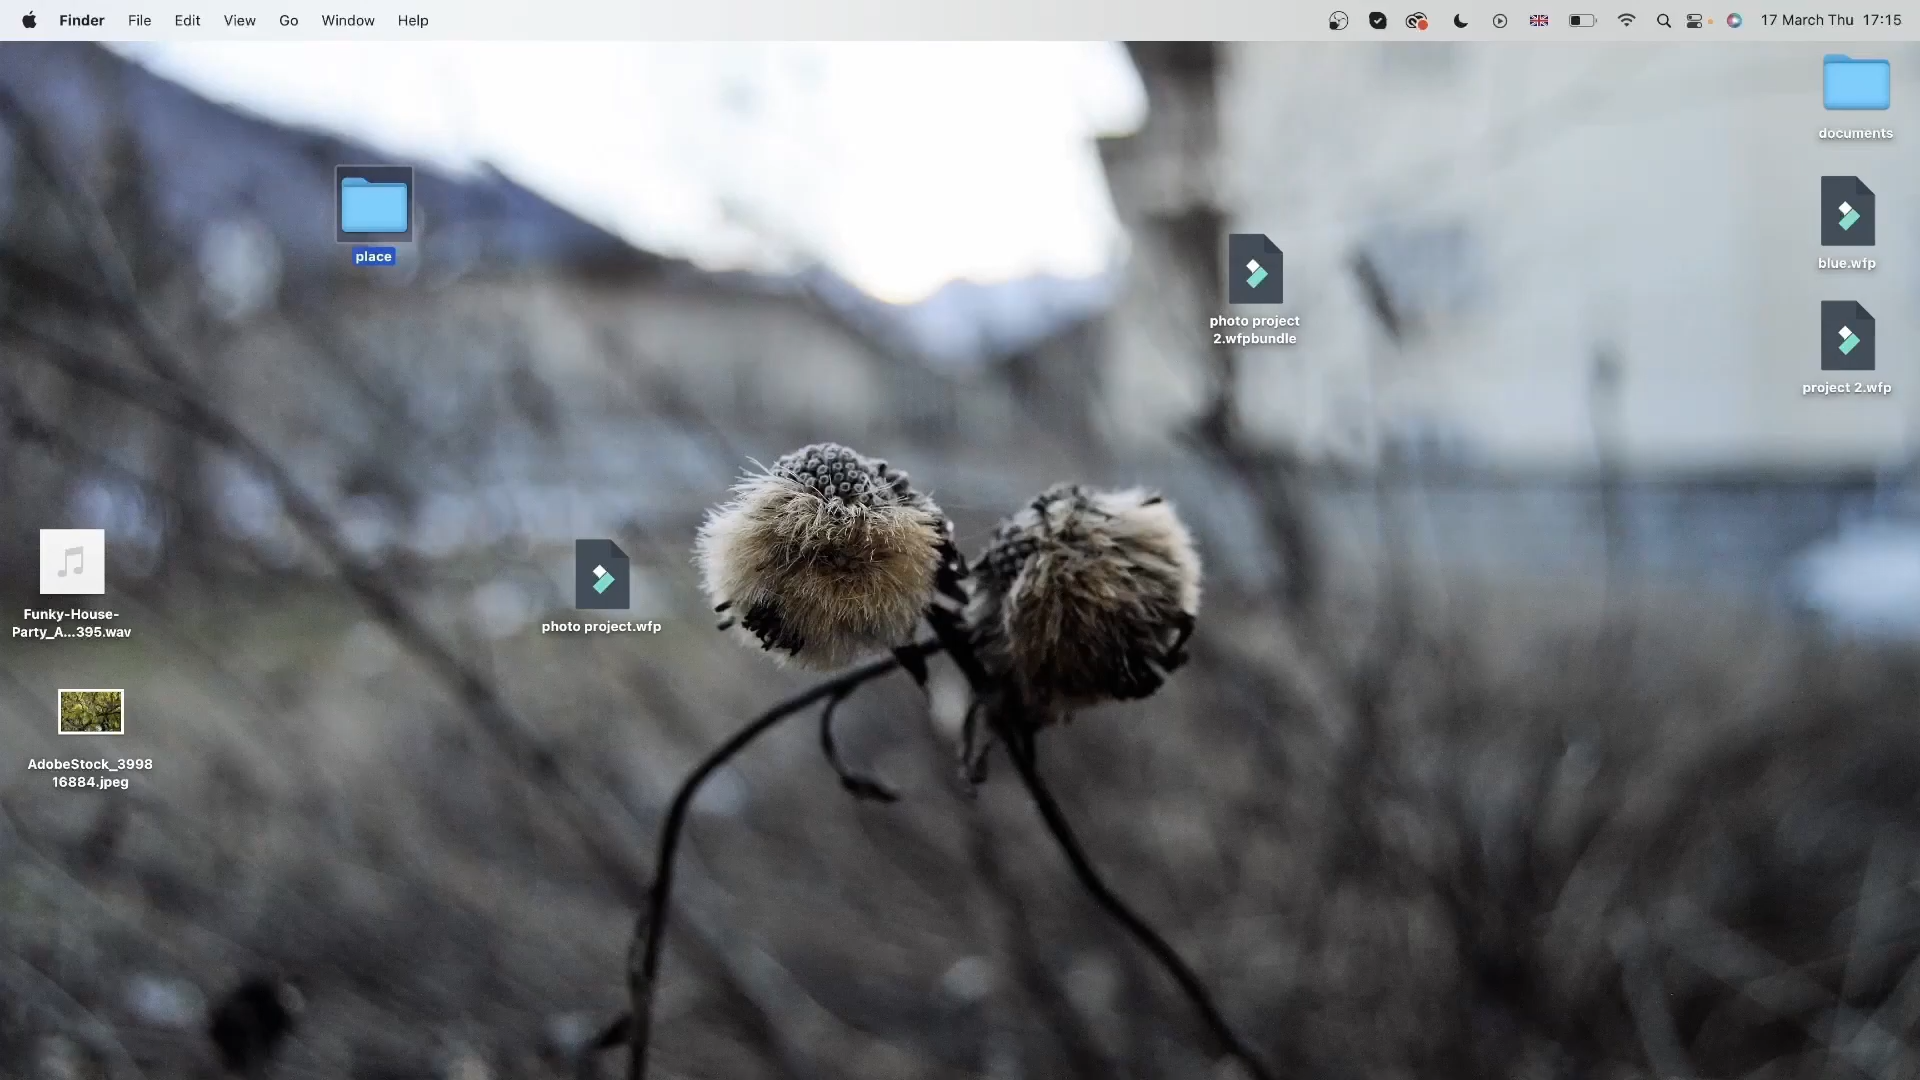 Finder File Edit View Go Window Help 17 March Thu 17:15
documents
place
blue.wfp
photo project
2.wfpbundle
project 2.wfp
Funky-House-
Party_A...395.wav
photo project.wfp
AdobeStock_3998
16884.jpeg